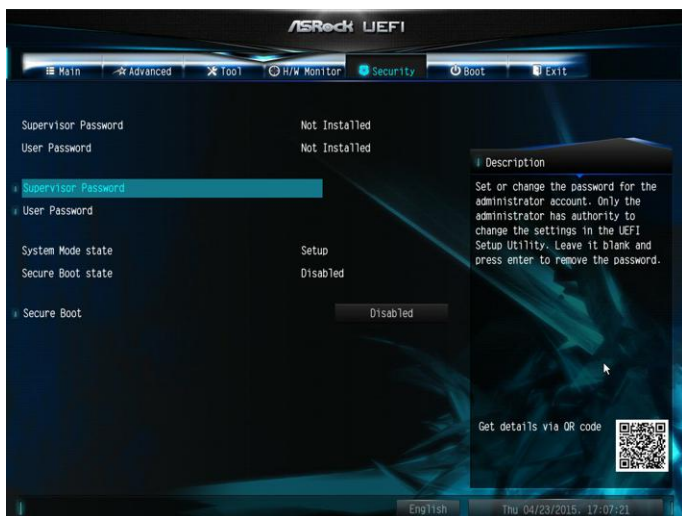 ASRock UEFI
Main Advanced Tool H/W Monitor Security Boot Exit
Supervisor Password Not Installed
User Password Not Installed
Supervisor Password
User Password
System Mode state Setup
Secure Boot state Disabled
Secure Boot Disabled
Description
Set or change the password for the
administrator account. Only the
administrator has authority to
change the settings in the UEFI
Setup Utility. Leave it blank and
press enter to remove the password.
Get details via QR code
English Thu 04/23/2015. 17:07:21